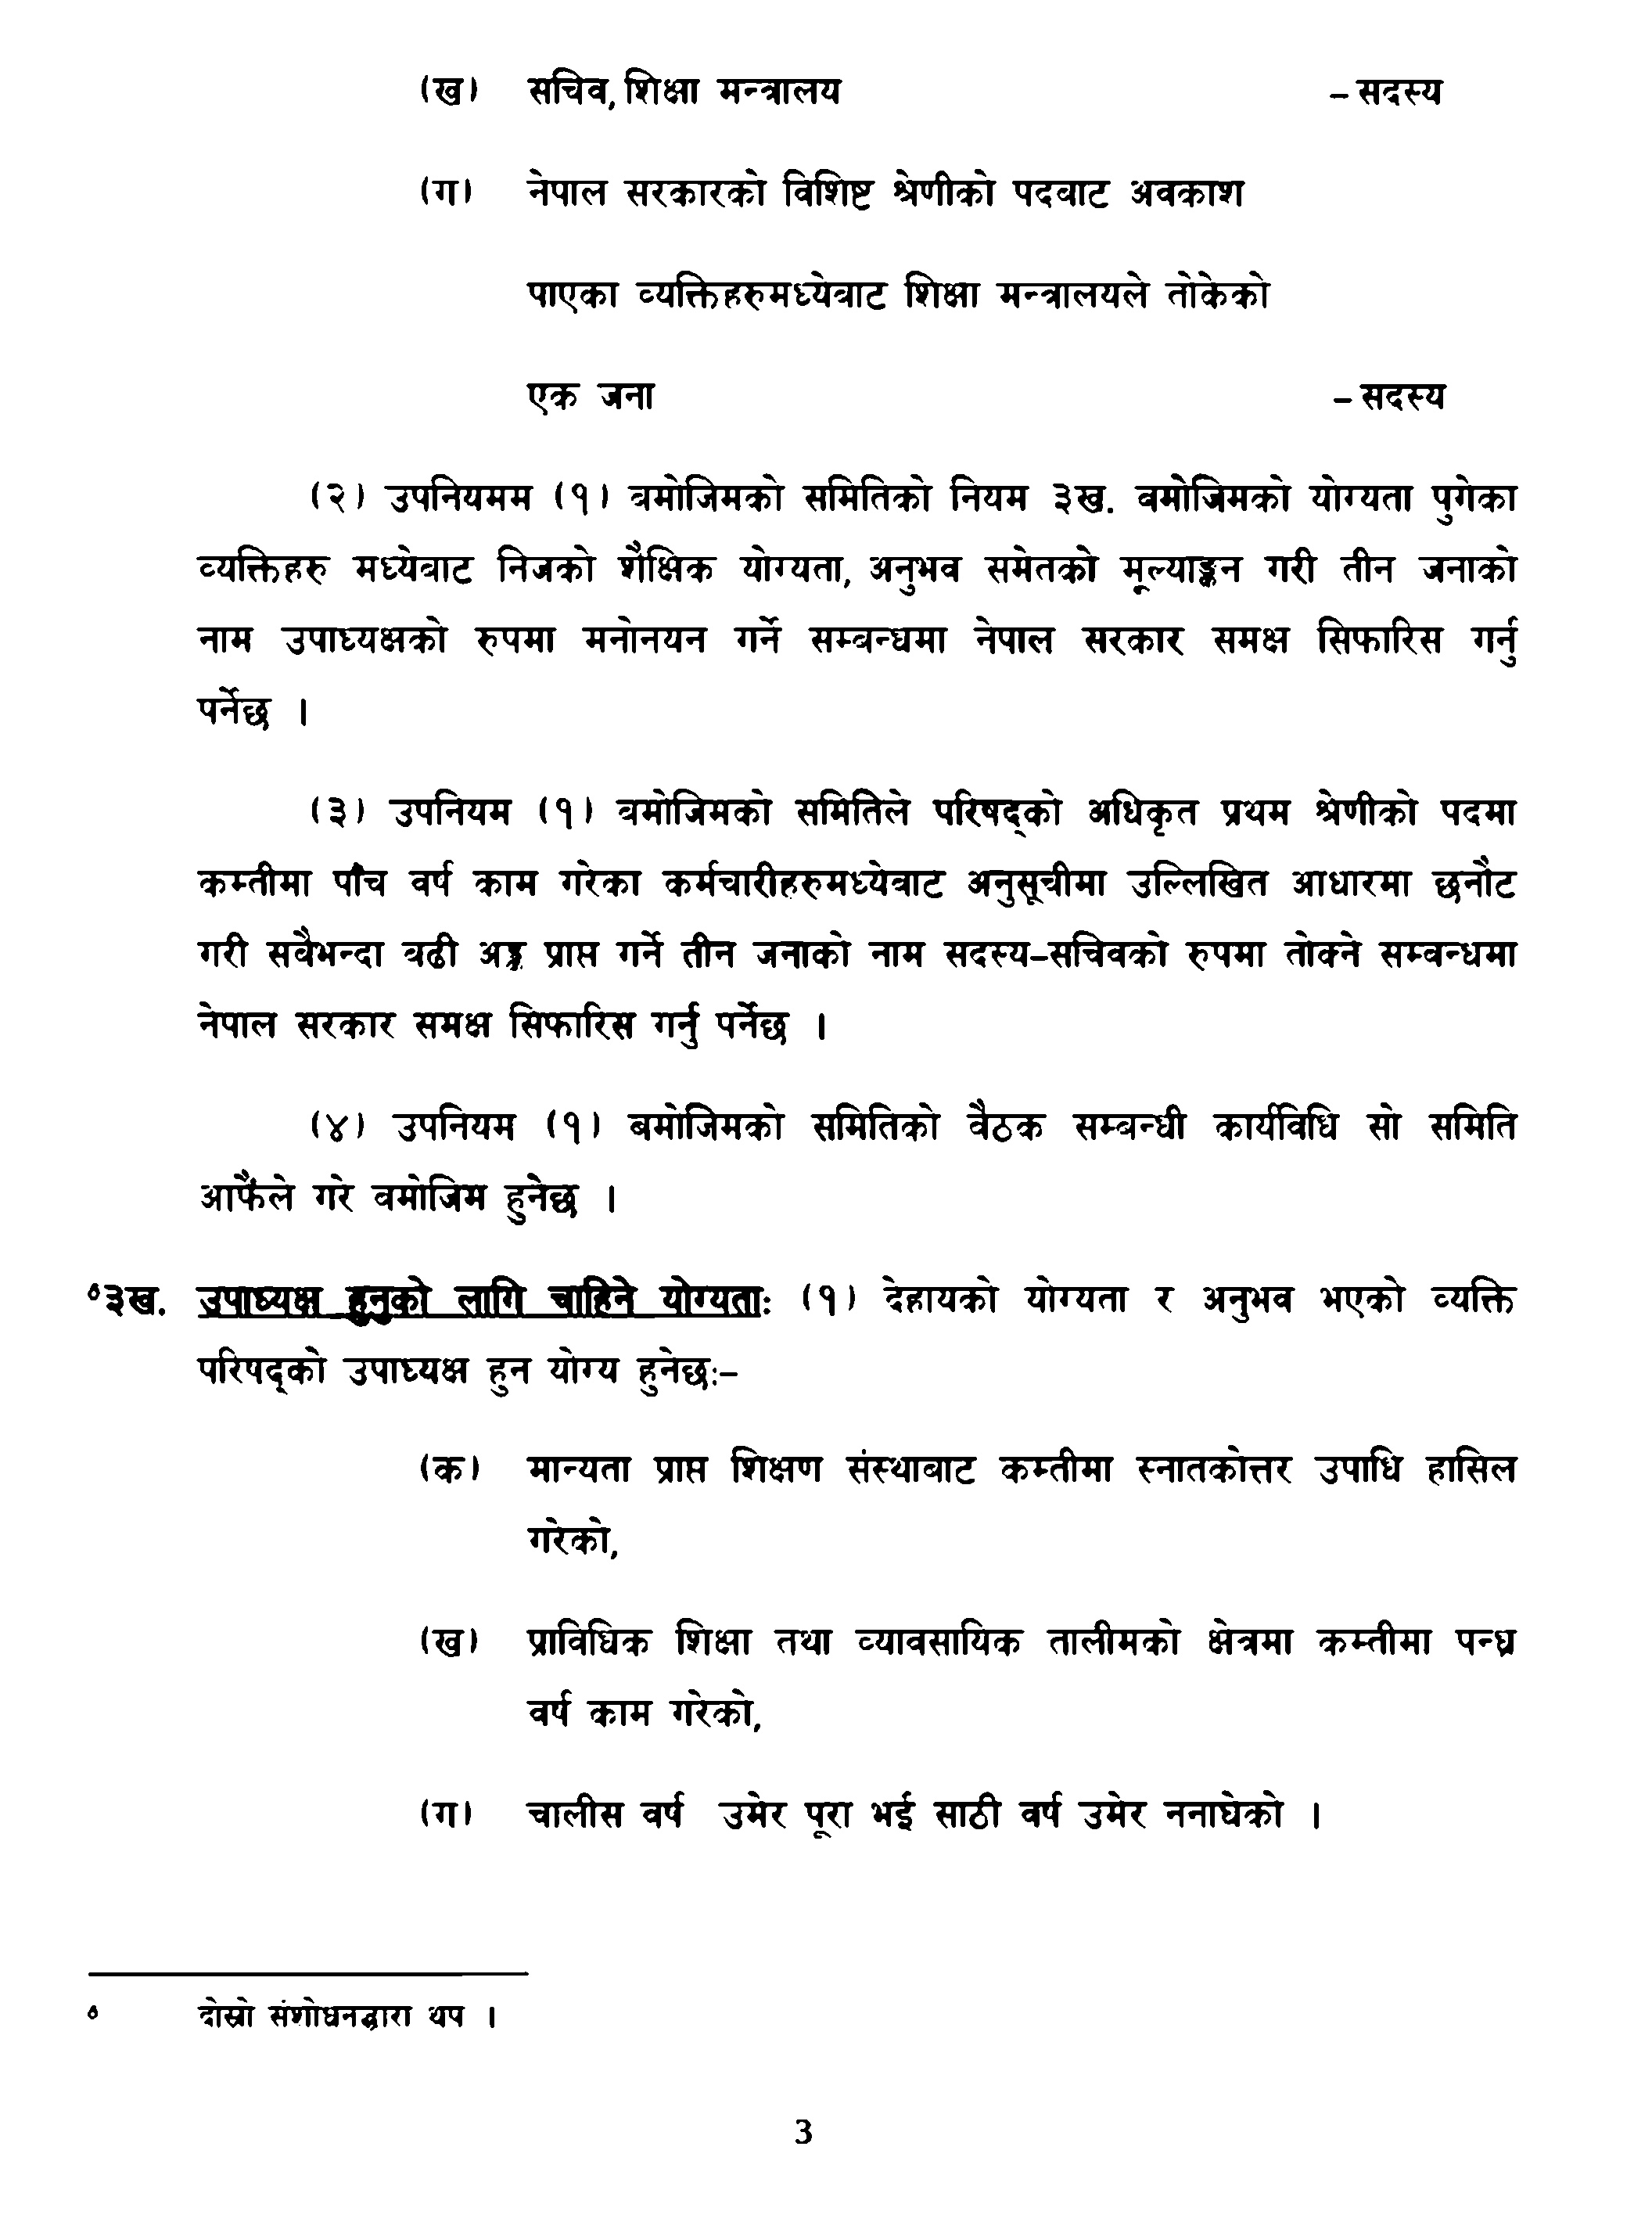 (ख) सचिव, शिक्षा मन्त्रालय – सदस्य
(ग) नेपाल सरकारको विशिष्ट श्रेणीको पदबाट अवकाश
पाएका व्यक्तिहरुमध्येबाट शिक्षा मन्त्रालयले तोकेको
एक जना – सदस्य
(२) उपनियमम (१) बमोजिमको समितिको नियम ३ख. बमोजिमको योग्यता पुगेका
व्यक्तिहरु मध्येबाट निजको शैक्षिक योग्यता, अनुभव समेतको मूल्याङ्कन गरी तीन जनाको
नाम उपाध्यक्षको रुपमा मनोनयन गर्ने सम्बन्धमा नेपाल सरकार समक्ष सिफारिस गर्नु
पर्नेछ ।
(३) उपनियम (१) बमोजिमको समितिले परिषद्को अधिकृत प्रथम श्रेणीको पदमा
कम्तीमा पाँच वर्ष काम गरेका कर्मचारीहरुमध्येबाट अनुसूचीमा उल्लिखित आधारमा छनौट
गरी सबैभन्दा बढी अङ्क प्राप्त गर्ने तीन जनाको नाम सदस्य–सचिवको रुपमा तोक्ने सम्बन्धमा
नेपाल सरकार समक्ष सिफारिस गर्नु पर्नेछ ।
(४) उपनियम (१) बमोजिमको समितिको बैठक सम्बन्धी कार्यविधि सो समिति
आफैंले गरे बमोजिम हुनेछ ।
°३ख. उपाध्यक्ष हुनुको लागि चाहिने योग्यताः (१) देहायको योग्यता र अनुभव भएको व्यक्ति
परिषद्को उपाध्यक्ष हुन योग्य हुनेछः–
(क) मान्यता प्राप्त शिक्षण संस्थाबाट कम्तीमा स्नातकोत्तर उपाधि हासिल
गरेको,
(ख) प्राविधिक शिक्षा तथा व्यावसायिक तालीमको क्षेत्रमा कम्तीमा पन्ध्र
वर्ष काम गरेको,
(ग) चालीस वर्ष उमेर पूरा भई साठी वर्ष उमेर ननाघेको ।
° दोस्रो संशोधनद्धारा थप ।
3